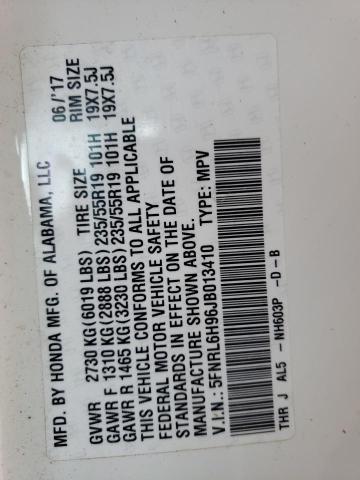 MFD. BY HONDA MFG. OF ALABAMA, LLC 06/'17
TIRE SIZE RIM SIZE
GVWR 2730 KG(6019 LBS)
GAWR F 1310 KG(2888 LBS) 235/55R19 101H 19X7.5J
GAWR R 1465 KG(3230 LBS) 235/55R19 101H 19X7.5J
THIS VEHICLE CONFORMS TO ALL APPLICABLE
FEDERAL MOTOR VEHICLE SAFETY
STANDARDS IN EFFECT ON THE DATE OF
MANUFACTURE SHOWN ABOVE.
V.I.N.: 5FNRL6H96JB013410 TYPE: MPV
THR J AL5 - NH603P -D-B